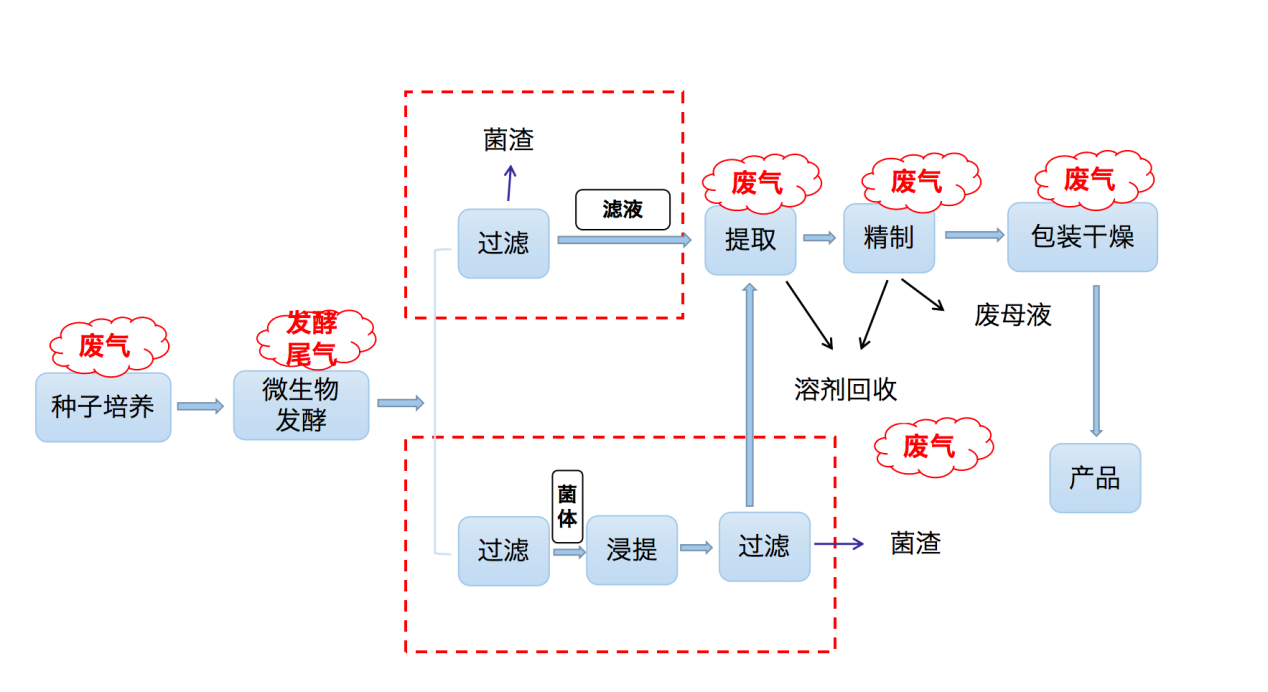 菌渣
过滤
滤液
废气
提取
废气
精制
废气
包装干燥
废母液
溶剂回收
废气
产品
废气
种子培养
发酵
尾气
微生物
发酵
过滤
菌
体
浸提
过滤
菌渣